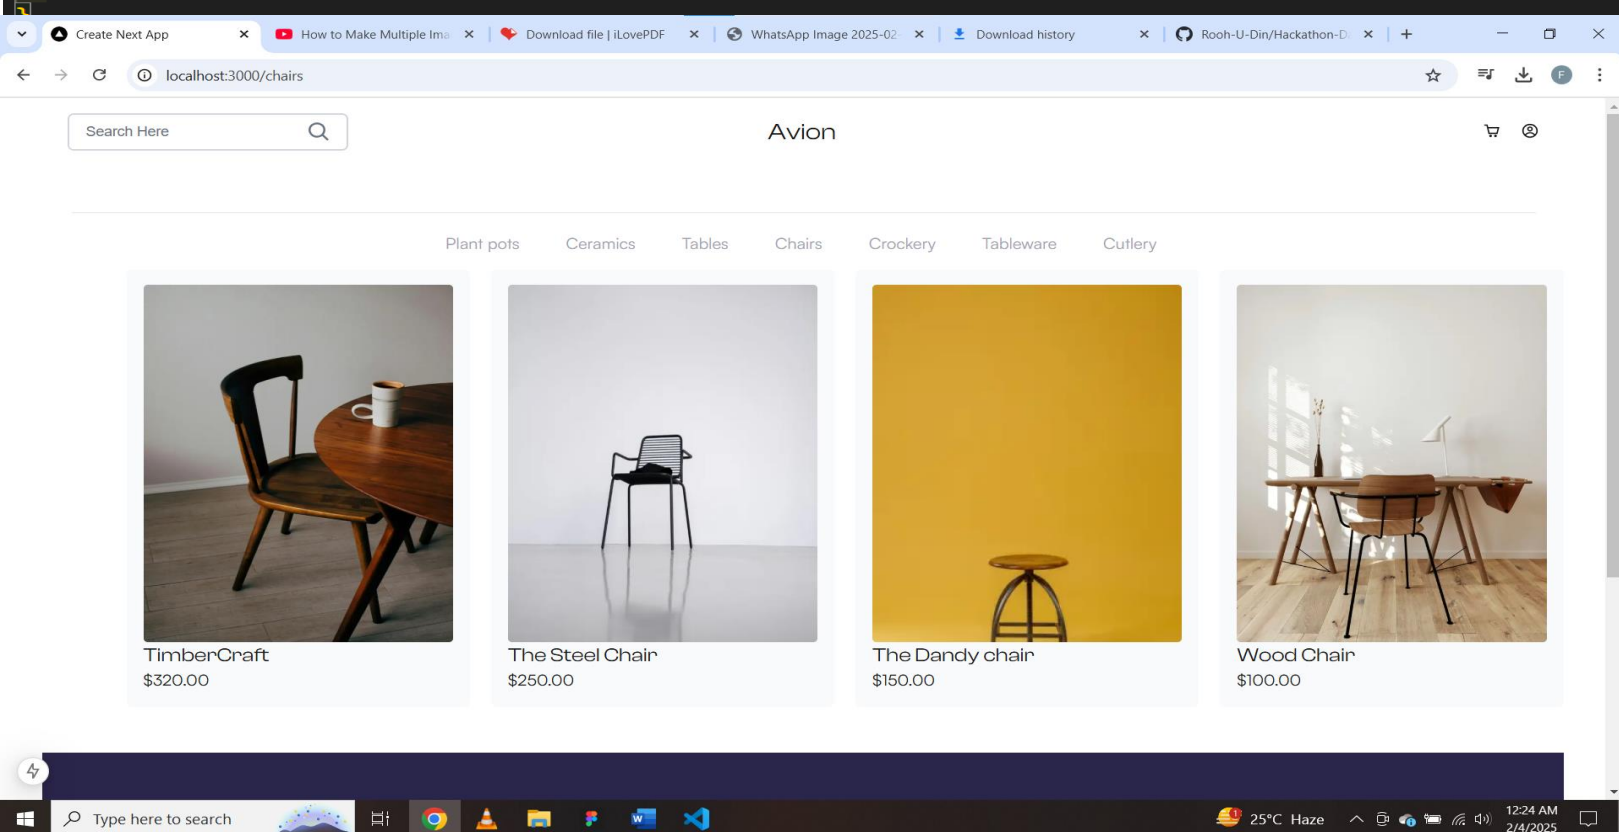 Create Next App
How to Make Multiple Ima
Download file | iLovePDF
WhatsApp Image 2025-02-
Download history
Rooh-U-Din/Hackathon-D
localhost:3000/chairs
F
Search Here
Avion
Plant pots Ceramics Tables Chairs Crockery Tableware Cutlery
TimberCraft
$320.00
The Steel Chair
$250.00
The Dandy chair
$150.00
Wood Chair
$100.00
Type here to search
1
25°C Haze
12:24 AM
2/4/2025